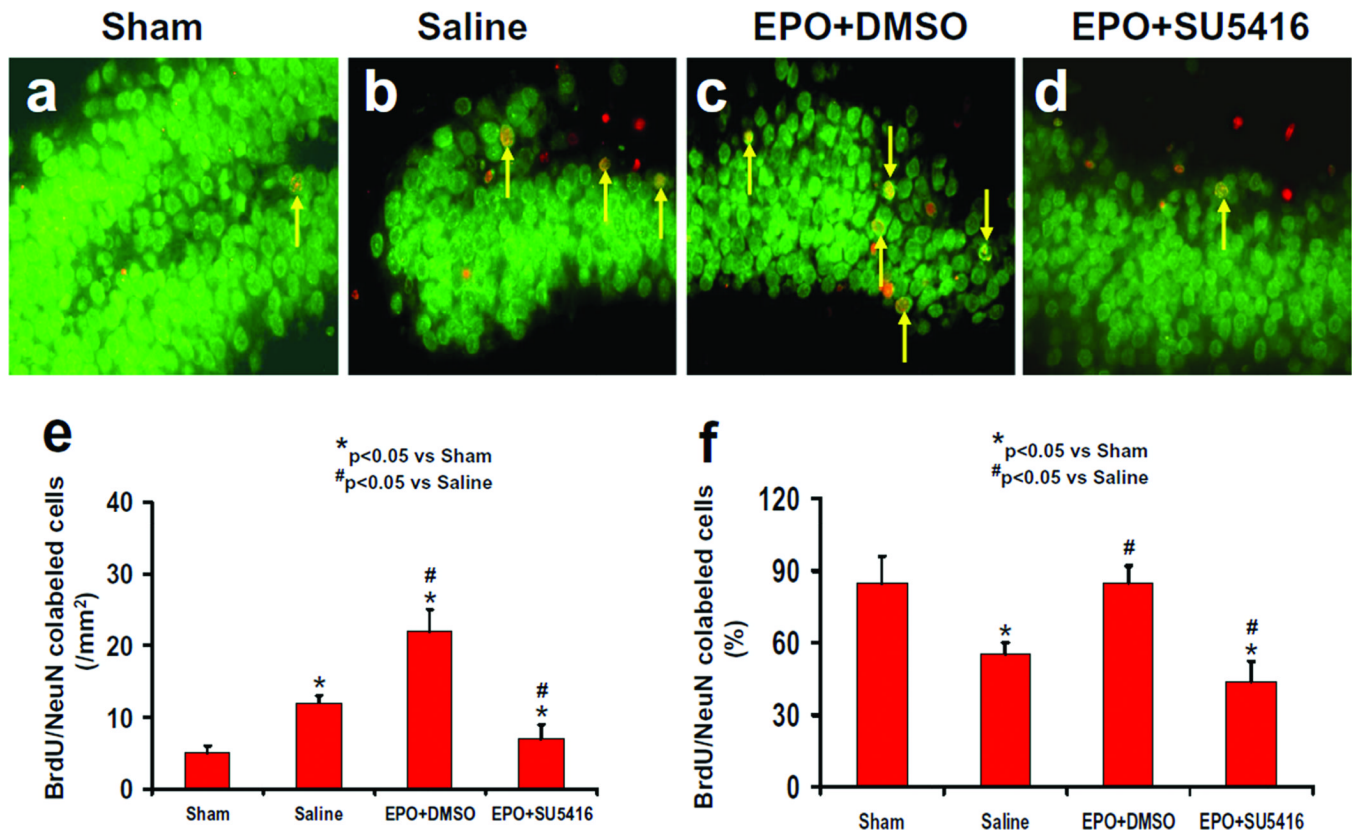 Sham Saline EPO+DMSO EPO+SU5416
a b c d
e
*p<0.05 vs Sham
#p<0.05 vs Saline
BrdU/NeuN colabeled cells
(/mm²)
40
30
20
10
0
#
* * * #
*
Sham Saline EPO+DMSO EPO+SU5416
f
*p<0.05 vs Sham
#p<0.05 vs Saline
BrdU/NeuN colabeled cells
(%)
120
90
60
30
0
#
*
#
*
Sham Saline EPO+DMSO EPO+SU5416